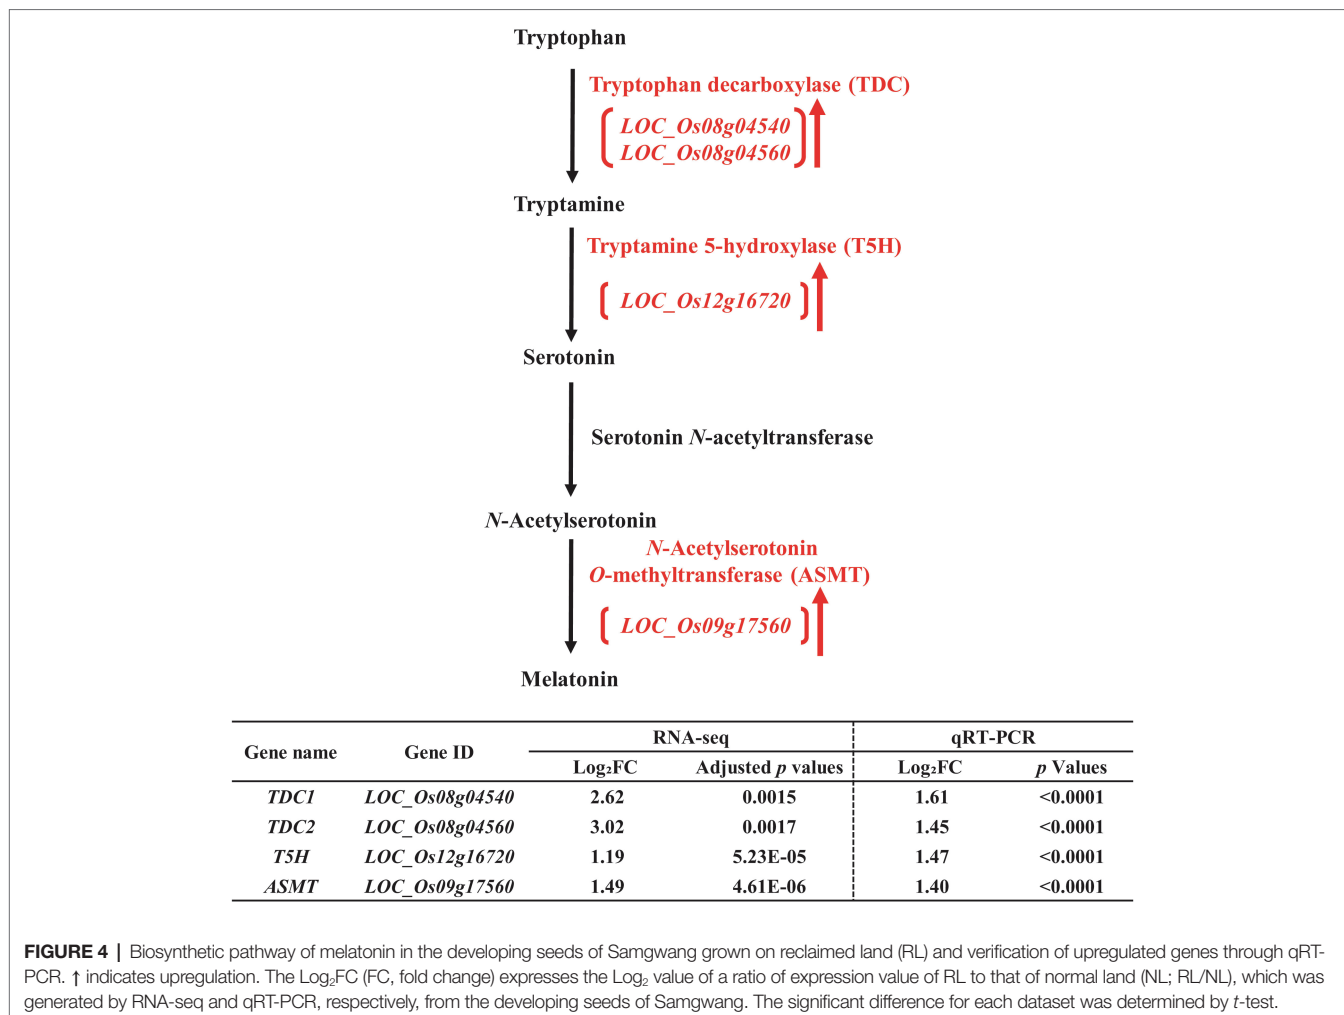 Tryptophan
Tryptophan decarboxylase (TDC)
LOC_Os08g04540
LOC_Os08g04560
Tryptamine
Tryptamine 5-hydroxylase (T5H)
LOC_Os12g16720
Serotonin
Serotonin N-acetyltransferase
N-Acetylserotonin
N-Acetylserotonin
O-methyltransferase (ASMT)
LOC_Os09g17560
Melatonin
Gene name Gene ID RNA-seq qRT-PCR
Log₂FC Adjusted p values Log₂FC p Values
TDC1 LOC_Os08g04540 2.62 0.0015 1.61 <0.0001
TDC2 LOC_Os08g04560 3.02 0.0017 1.45 <0.0001
T5H LOC_Os12g16720 1.19 5.23E-05 1.47 <0.0001
ASMT LOC_Os09g17560 1.49 4.61E-06 1.40 <0.0001
FIGURE 4 | Biosynthetic pathway of melatonin in the developing seeds of Samgwang grown on reclaimed land (RL) and verification of upregulated genes through qRT-
PCR. ↑ indicates upregulation. The Log₂FC (FC, fold change) expresses the Log₂ value of a ratio of expression value of RL to that of normal land (NL; RL/NL), which was
generated by RNA-seq and qRT-PCR, respectively, from the developing seeds of Samgwang. The significant difference for each dataset was determined by t-test.